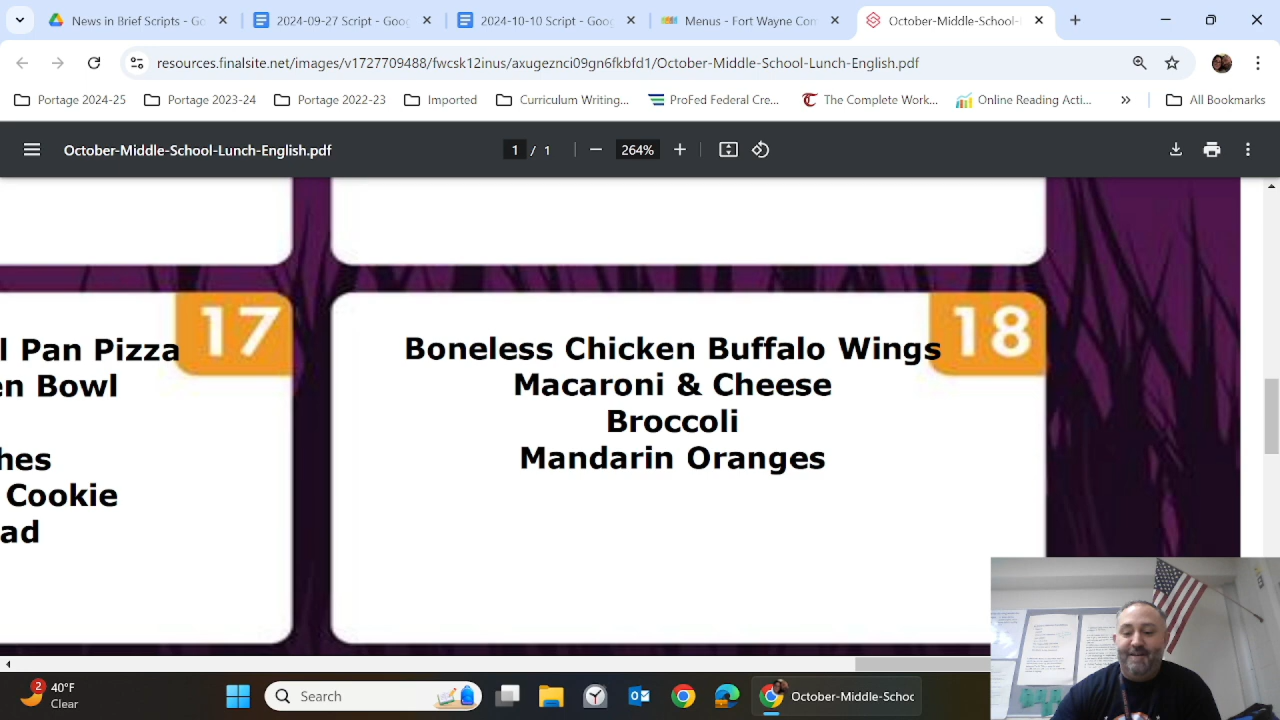 News in Brief Scripts - Go
2024-09-27 Script - Goo
2024-10-10 Script - Goo
Menus - Fort Wayne Com
October-Middle-School-
resources.finalsite.net/images/v1727709488/fwcsk12inus/axugeznci09gn6fkbfd1/October-Middle-School-Lunch-English.pdf
Portage 2024-25
Portage 2023-24
Portage 2022-23
Imported
Curriculum Writing...
ProFed Federal Cre...
The Complete Work...
Online Reading Acti...
All Bookmarks
October-Middle-School-Lunch-English.pdf
1 / 1
264%
17
l Pan Pizza
en Bowl
hes
Cookie
ad
18
Boneless Chicken Buffalo Wings
Macaroni & Cheese
Broccoli
Mandarin Oranges
2
40°F
Clear
Search
October-Middle-Schoo